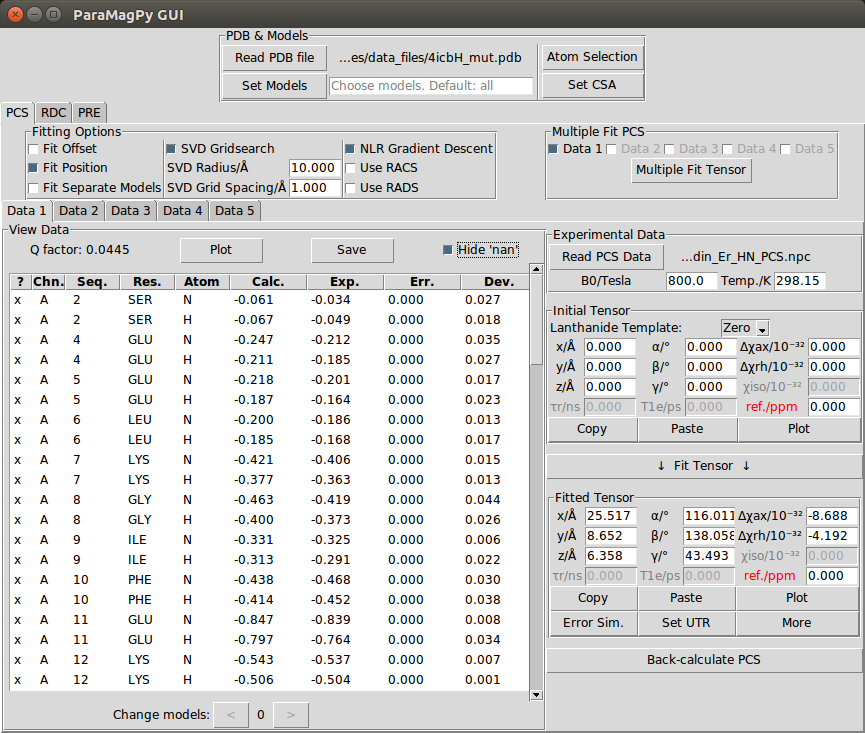 ParaMagPy GUI
PDB & Models
Read PDB file ...es/data_files/4icbH_mut.pdb Atom Selection
Set Models Choose models. Default: all Set CSA
PCS RDC PRE
Fitting Options
Fit Offset SVD Gridsearch NLR Gradient Descent
Fit Position SVD Radius/Å 10.000 Use RACS
Fit Separate Models SVD Grid Spacing/Å 1.000 Use RADS
Multiple Fit PCS
Data 1 Data 2 Data 3 Data 4 Data 5
Multiple Fit Tensor
Data 1 Data 2 Data 3 Data 4 Data 5
View Data
Q factor: 0.0445 Plot Save Hide 'nan'
? Chn. Seq. Res. Atom Calc. Exp. Err. Dev.
x A 2 SER N -0.061 -0.034 0.000 0.027
x A 2 SER H -0.067 -0.049 0.000 0.018
x A 4 GLU N -0.247 -0.212 0.000 0.035
x A 4 GLU H -0.211 -0.185 0.000 0.027
x A 5 GLU N -0.218 -0.201 0.000 0.017
x A 5 GLU H -0.187 -0.164 0.000 0.023
x A 6 LEU N -0.200 -0.186 0.000 0.013
x A 6 LEU H -0.185 -0.168 0.000 0.017
x A 7 LYS N -0.421 -0.406 0.000 0.015
x A 7 LYS H -0.377 -0.363 0.000 0.013
x A 8 GLY N -0.463 -0.419 0.000 0.044
x A 8 GLY H -0.400 -0.373 0.000 0.026
x A 9 ILE N -0.331 -0.325 0.000 0.006
x A 9 ILE H -0.313 -0.291 0.000 0.022
x A 10 PHE N -0.438 -0.468 0.000 0.030
x A 10 PHE H -0.414 -0.452 0.000 0.038
x A 11 GLU N -0.847 -0.839 0.000 0.008
x A 11 GLU H -0.797 -0.764 0.000 0.034
x A 12 LYS N -0.543 -0.537 0.000 0.007
x A 12 LYS H -0.506 -0.504 0.000 0.001
Change models: < 0 >
Experimental Data
Read PCS Data ...din_Er_HN_PCS.npc
B0/Tesla 800.0 Temp./K 298.15
Initial Tensor
Lanthanide Template: Zero
x/Å 0.000 α/° 0.000 Δχax/10⁻³² 0.000
y/Å 0.000 β/° 0.000 Δχrh/10⁻³² 0.000
z/Å 0.000 γ/° 0.000 χiso/10⁻³² 0.000
τr/ns 0.000 T1e/ps 0.000 ref./ppm 0.000
Copy Paste Plot
↓ Fit Tensor ↓
Fitted Tensor
x/Å 25.517 α/° 116.011 Δχax/10⁻³² -8.688
y/Å 8.652 β/° 138.058 Δχrh/10⁻³² -4.192
z/Å 6.358 γ/° 43.493 χiso/10⁻³² 0.000
τr/ns 0.000 T1e/ps 0.000 ref./ppm 0.000
Copy Paste Plot
Error Sim. Set UTR More
Back-calculate PCS